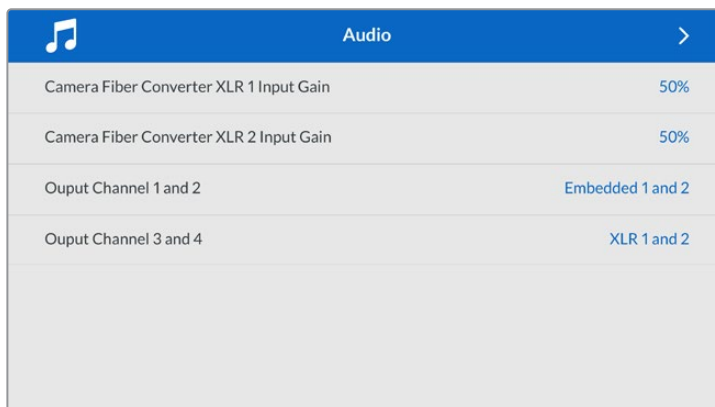 Audio
Camera Fiber Converter XLR 1 Input Gain 50%
Camera Fiber Converter XLR 2 Input Gain 50%
Ouput Channel 1 and 2 Embedded 1 and 2
Ouput Channel 3 and 4 XLR 1 and 2